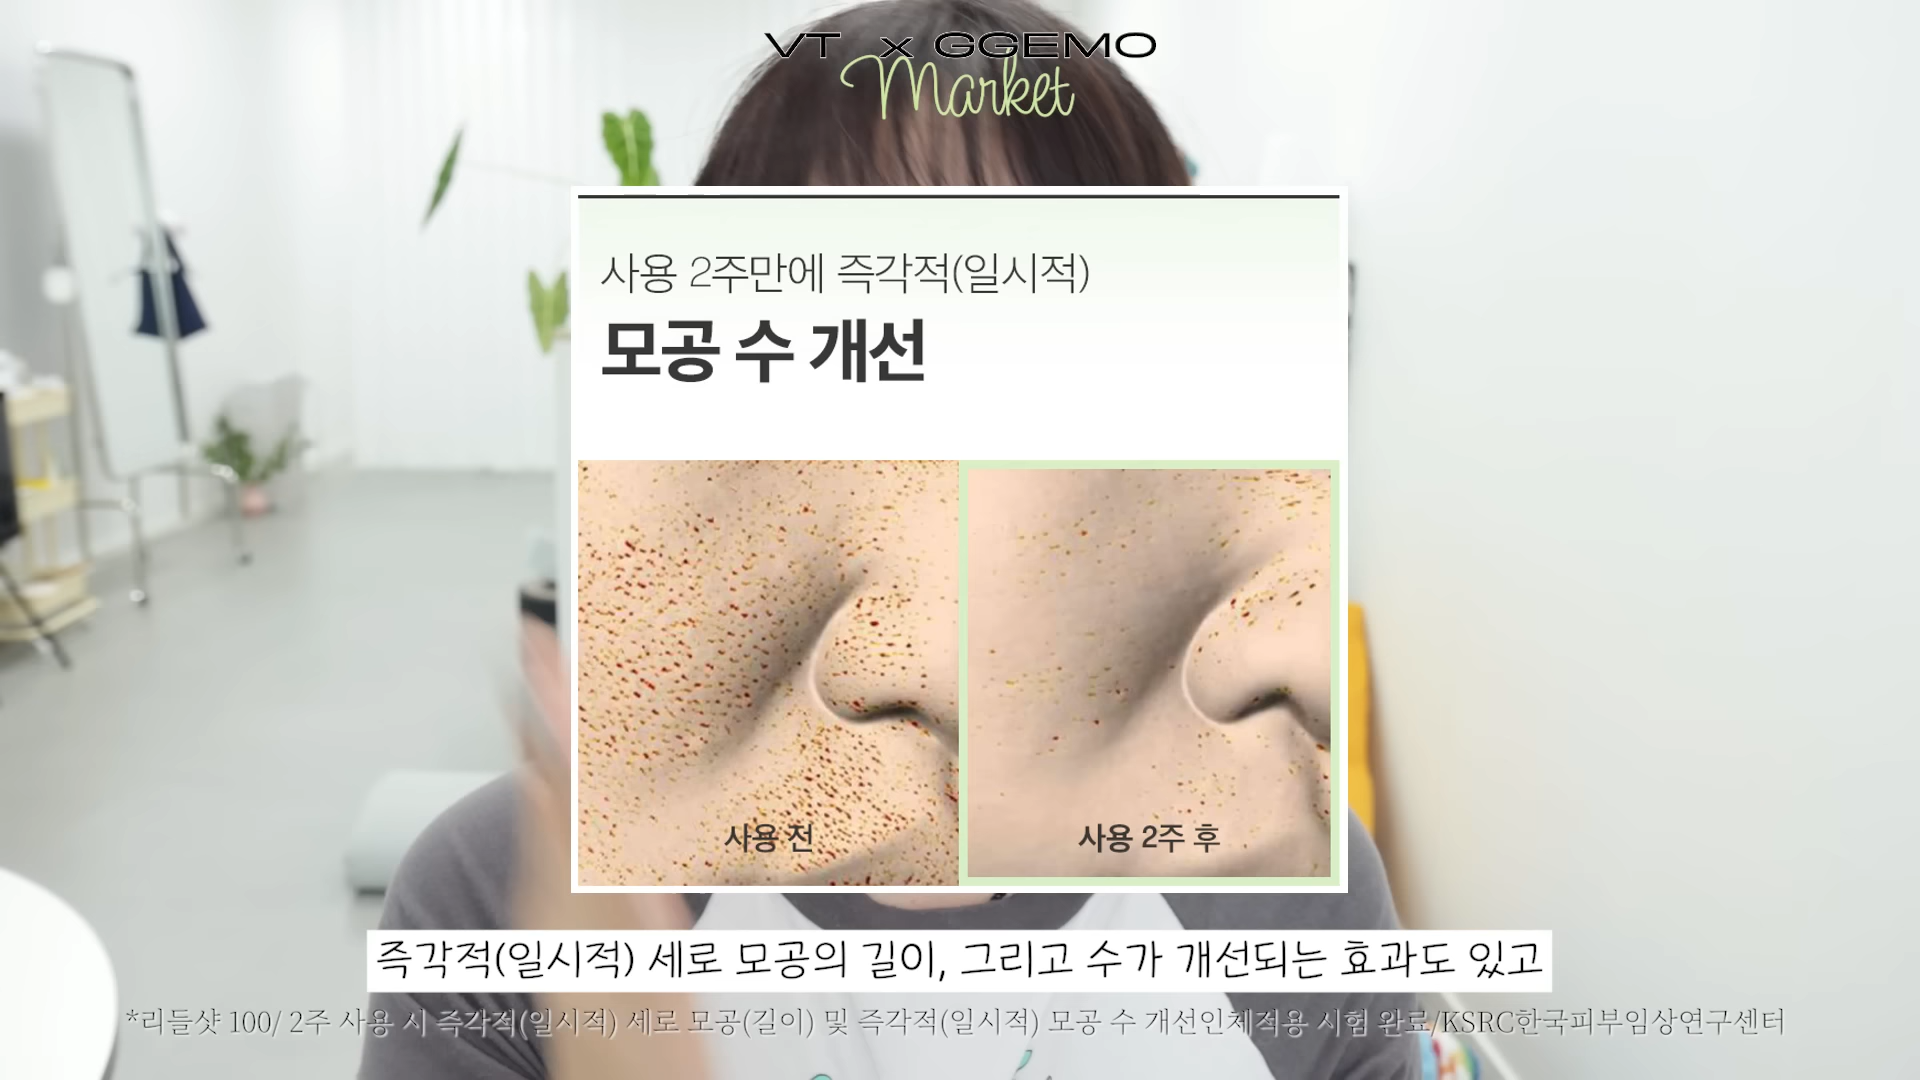 VT x GGEMO
Market
사용 2주만에 즉각적(일시적)
모공 수 개선
사용 전
사용 2주 후
즉각적(일시적) 세로 모공의 길이, 그리고 수가 개선되는 효과도 있고
*리들샷 100/ 2주 사용 시 즉각적(일시적) 세로 모공(길이) 및 즉각적(일시적) 모공 수 개선인체적용 시험 완료/KSRC한국피부임상연구센터